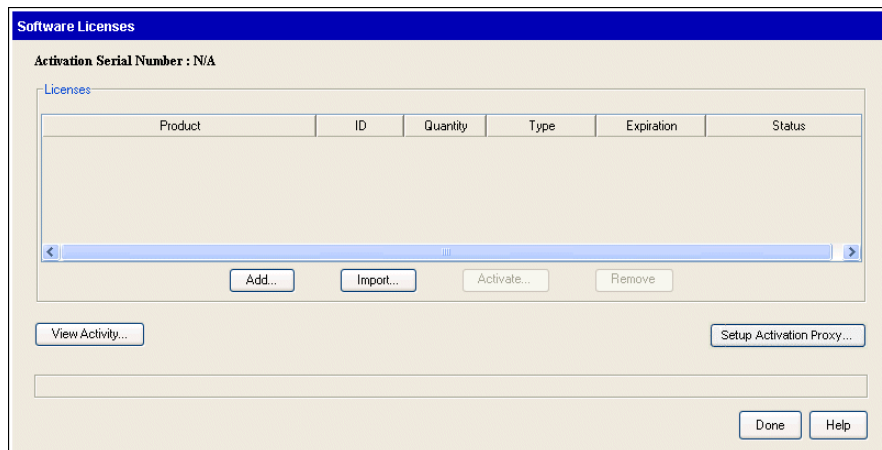 Software Licenses
Activation Serial Number : N/A
Licenses
Product ID Quantity Type Expiration Status
Add... Import... Activate... Remove
View Activity... Setup Activation Proxy...
Done Help